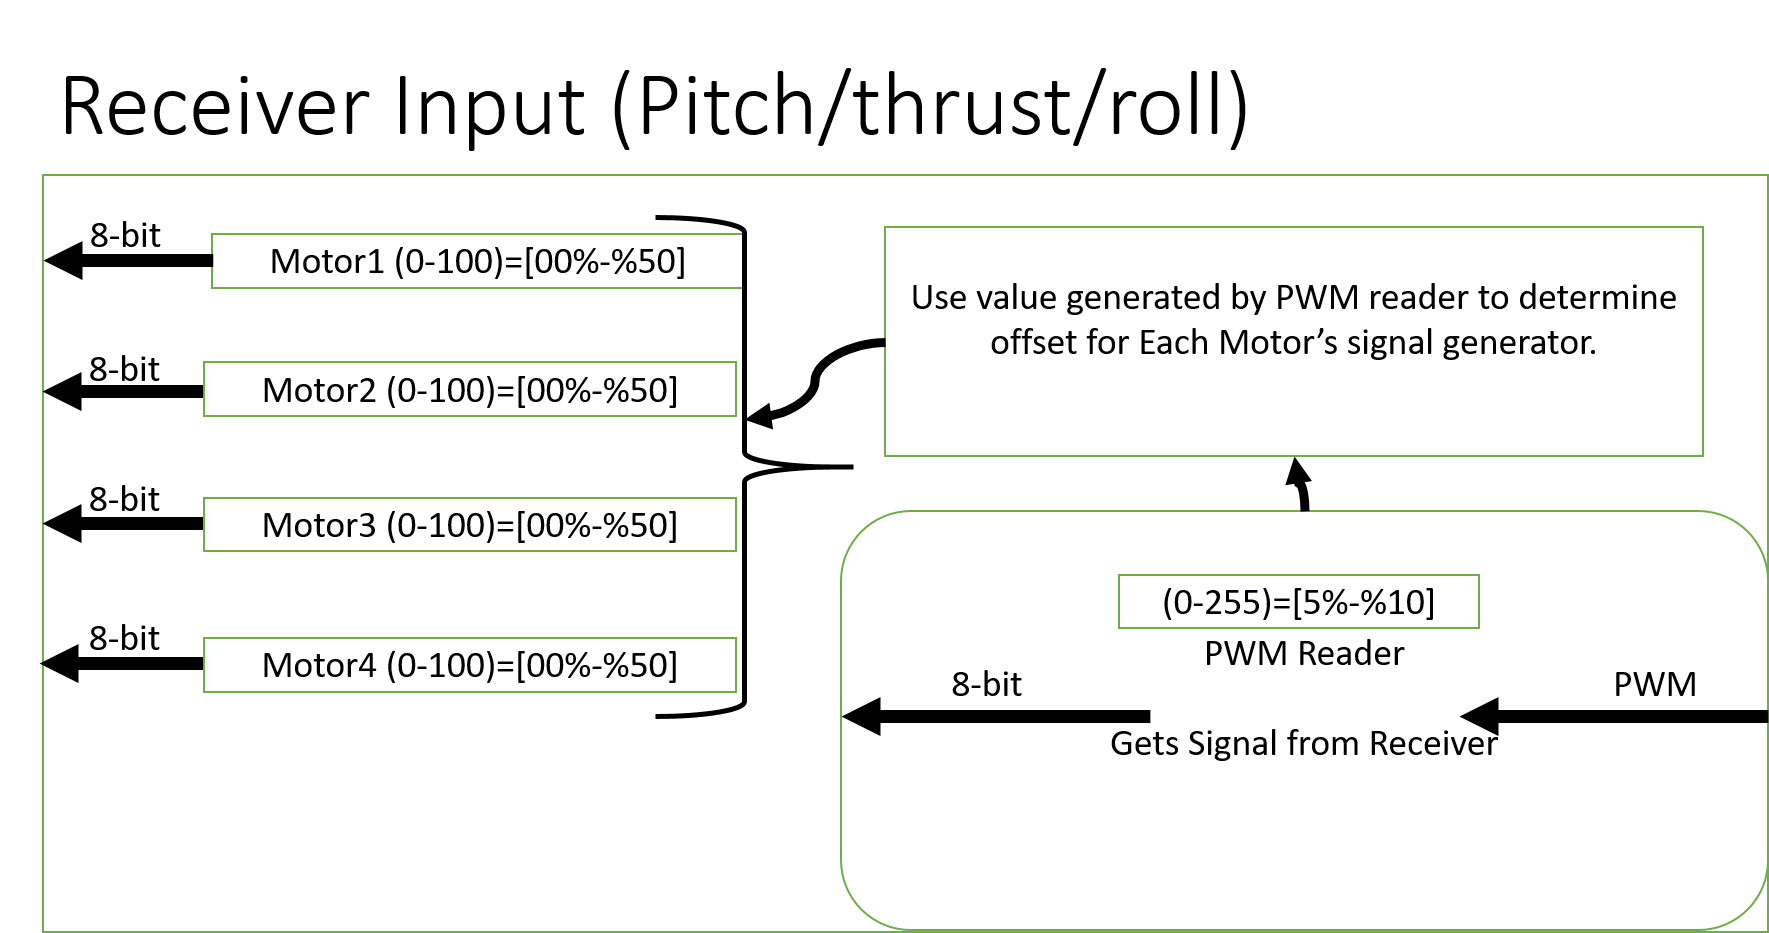 Receiver Input (Pitch/thrust/roll)
8-bit
Motor1 (0-100)=[00%-%50]
8-bit
Motor2 (0-100)=[00%-%50]
8-bit
Motor3 (0-100)=[00%-%50]
8-bit
Motor4 (0-100)=[00%-%50]
Use value generated by PWM reader to determine
offset for Each Motor’s signal generator.
(0-255)=[5%-%10]
PWM Reader
8-bit
PWM
Gets Signal from Receiver